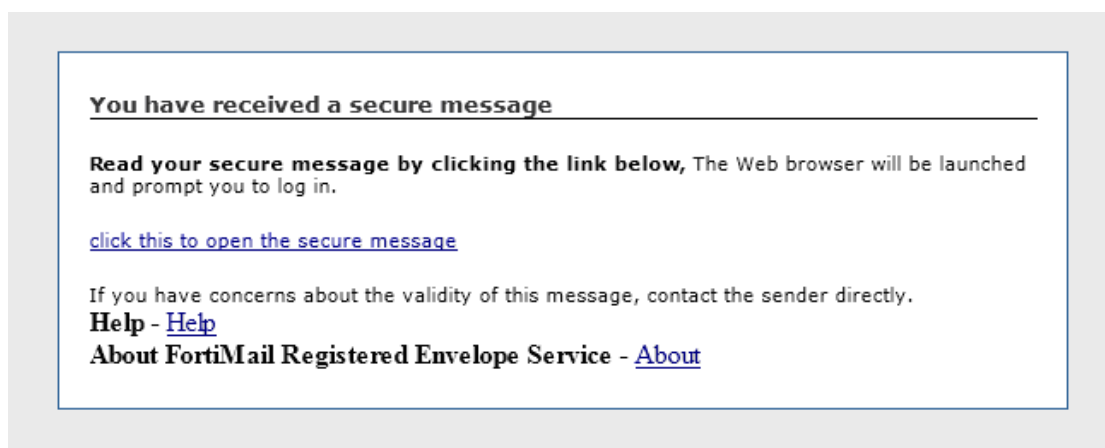 You have received a secure message
Read your secure message by clicking the link below, The Web browser will be launched
and prompt you to log in.
click this to open the secure message
If you have concerns about the validity of this message, contact the sender directly.
Help - Help
About FortiMail Registered Envelope Service - About